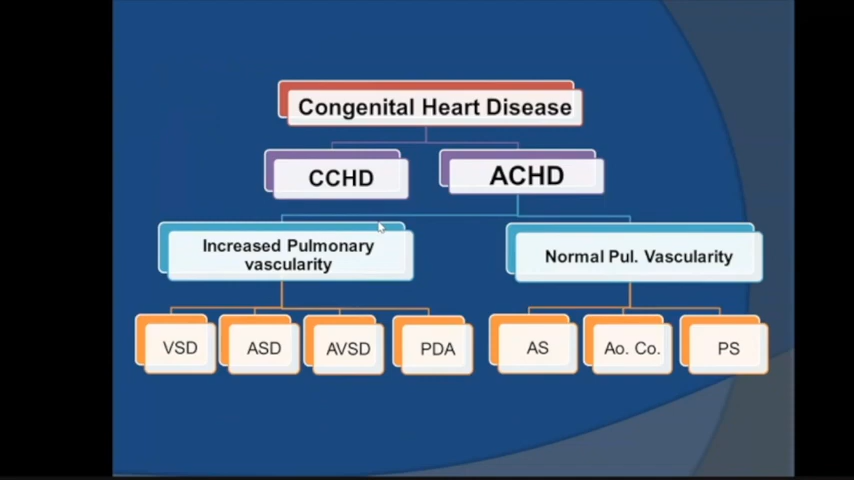 Congenital Heart Disease
CCHD
ACHD
Increased Pulmonary
vascularity
Normal Pul. Vascularity
VSD
ASD
AVSD
PDA
AS
Ao. Co.
PS